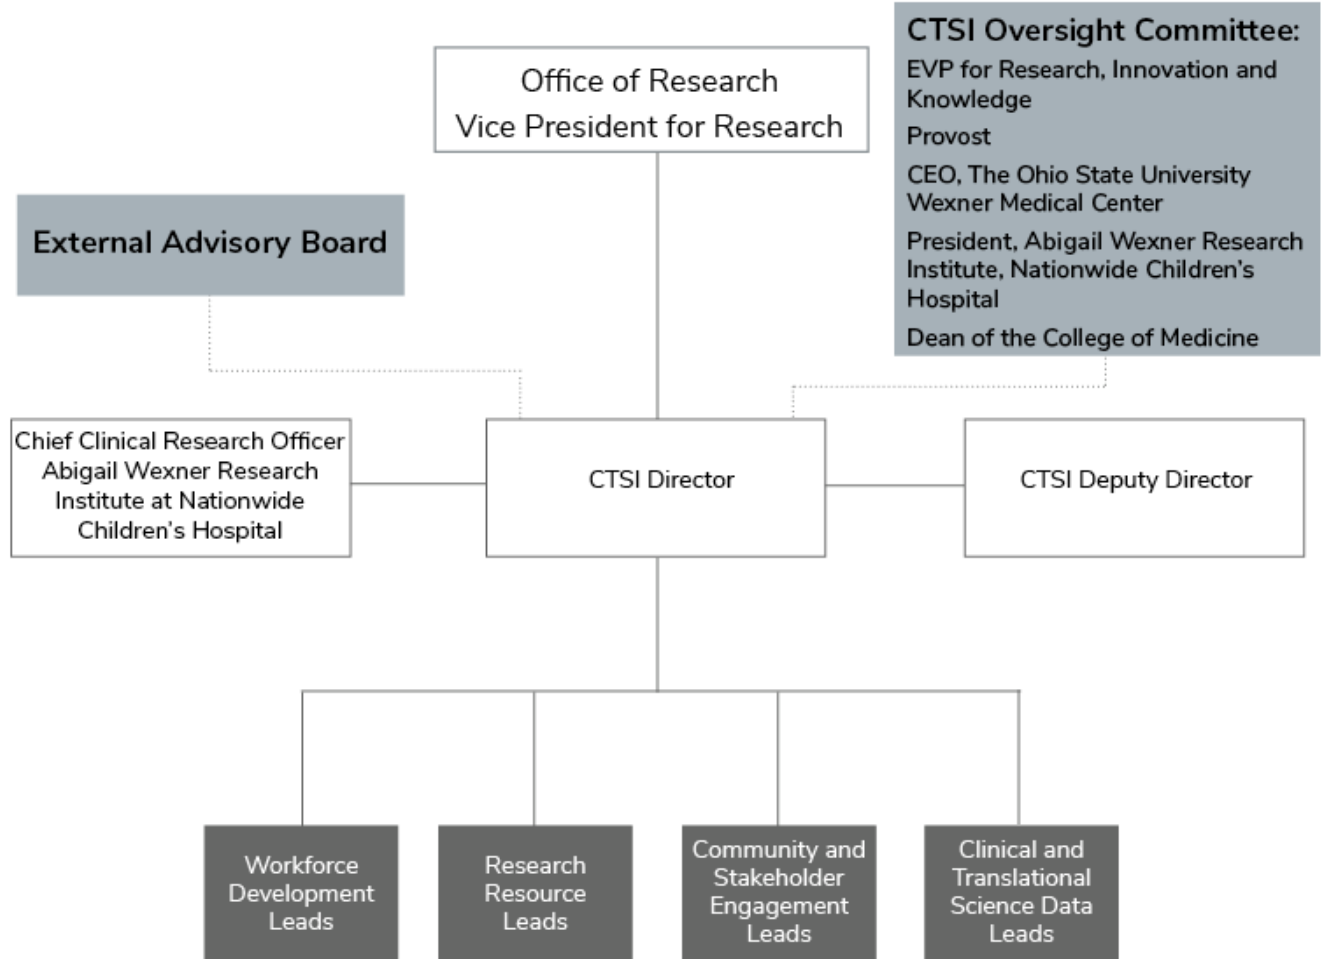 Office of Research
Vice President for Research
CTSI Oversight Committee:
EVP for Research, Innovation and
Knowledge
Provost
CEO, The Ohio State University
Wexner Medical Center
President, Abigail Wexner Research
Institute, Nationwide Children's
Hospital
Dean of the College of Medicine
External Advisory Board
Chief Clinical Research Officer
Abigail Wexner Research
Institute at Nationwide
Children's Hospital
CTSI Director
CTSI Deputy Director
Workforce
Development
Leads
Research
Resource
Leads
Community and
Stakeholder
Engagement
Leads
Clinical and
Translational
Science Data
Leads